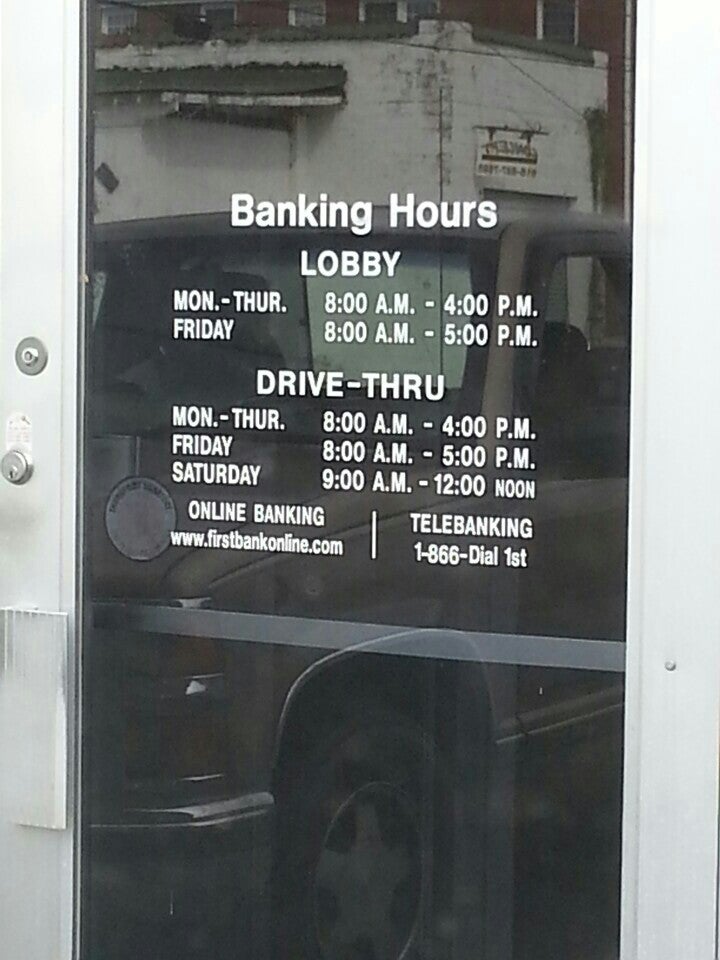 Banking Hours
LOBBY
MON.-THUR. 8:00 A.M. - 4:00 P.M.
FRIDAY 8:00 A.M. - 5:00 P.M.
DRIVE-THRU
MON.-THUR. 8:00 A.M. - 4:00 P.M.
FRIDAY 8:00 A.M. - 5:00 P.M.
SATURDAY 9:00 A.M. - 12:00 NOON
ONLINE BANKING
www.firstbankonline.com
TELEBANKING
1-866-Dial 1st